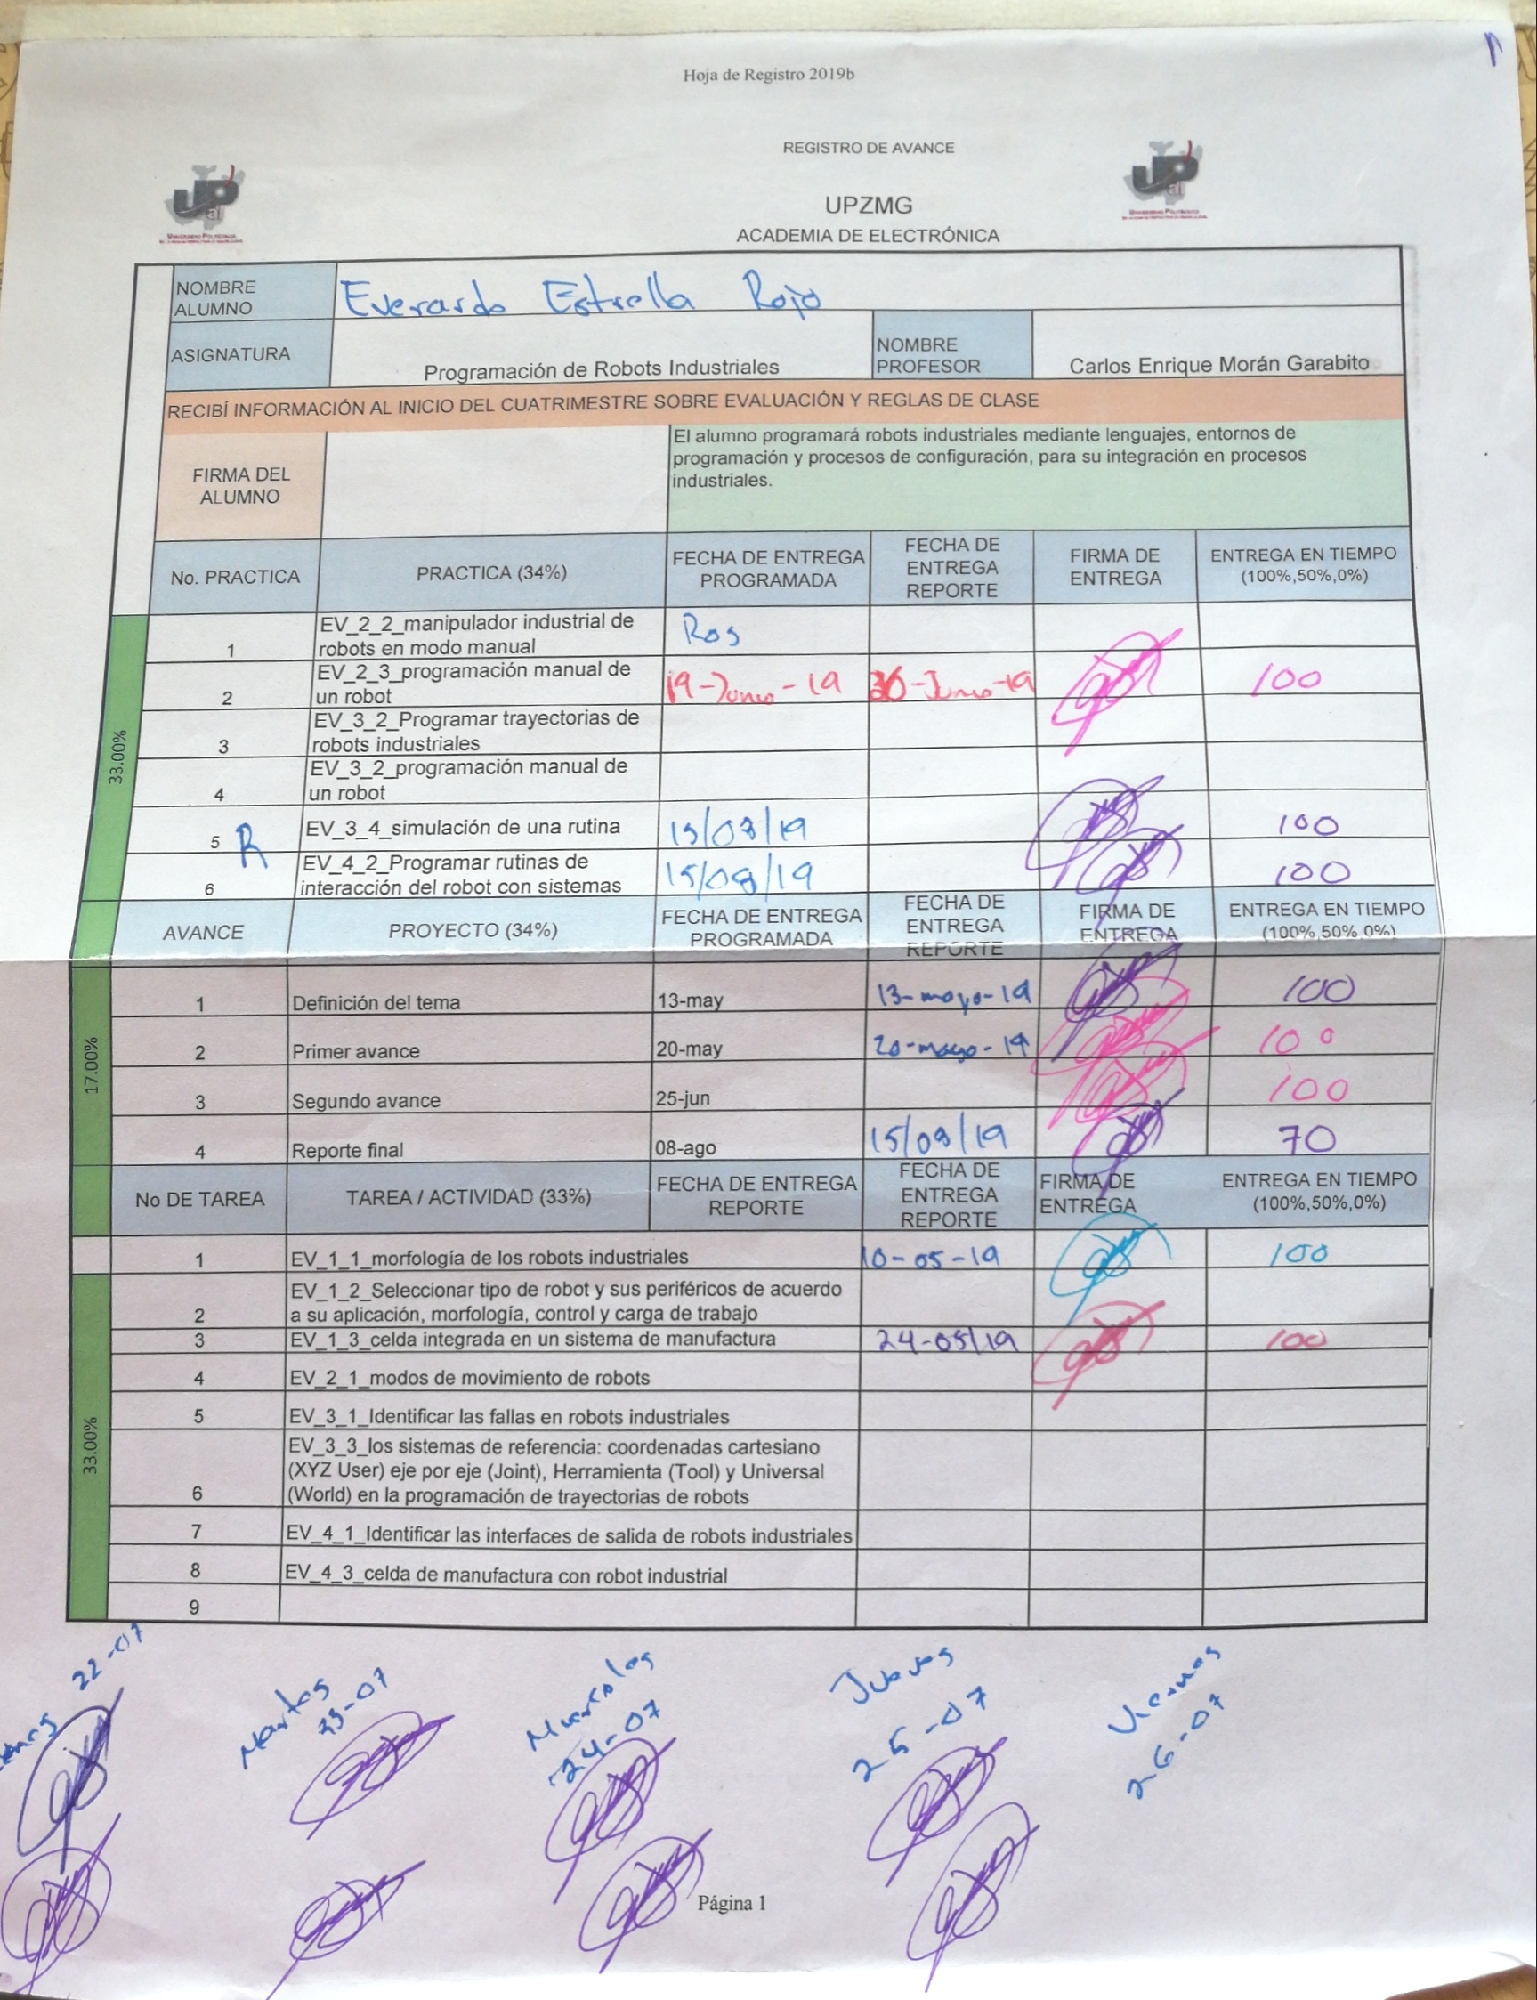 Hoja de Registro 2019b
REGISTRO DE AVANCE
UPZMG
ACADEMIA DE ELECTRÓNICA
NOMBRE ALUMNO Everardo Estrella Rojo
ASIGNATURA Programación de Robots Industriales NOMBRE PROFESOR Carlos Enrique Morán Garabito
RECIBÍ INFORMACIÓN AL INICIO DEL CUATRIMESTRE SOBRE EVALUACIÓN Y REGLAS DE CLASE
FIRMA DEL ALUMNO
El alumno programará robots industriales mediante lenguajes, entornos de
programación y procesos de configuración, para su integración en procesos
industriales.
No. PRACTICA PRACTICA (34%) FECHA DE ENTREGA PROGRAMADA FECHA DE ENTREGA REPORTE FIRMA DE ENTREGA ENTREGA EN TIEMPO (100%,50%,0%)
33.00%
1 EV_2_2_manipulador industrial de robots en modo manual Ros
2 EV_2_3_programación manual de un robot 19-Junio-19 20-Junio-19 100
3 EV_3_2_Programar trayectorias de robots industriales
4 EV_3_2_programación manual de un robot
5 R EV_3_4_simulación de una rutina 15/08/19 100
6 EV_4_2_Programar rutinas de interacción del robot con sistemas 15/08/19 100
AVANCE PROYECTO (34%) FECHA DE ENTREGA PROGRAMADA FECHA DE ENTREGA REPORTE FIRMA DE ENTREGA ENTREGA EN TIEMPO (100%,50%,0%)
17.00%
1 Definición del tema 13-may 13-mayo-19 100
2 Primer avance 20-may 20-mayo-19 100
3 Segundo avance 25-jun 100
4 Reporte final 08-ago 15/08/19 70
No DE TAREA TAREA / ACTIVIDAD (33%) FECHA DE ENTREGA REPORTE FECHA DE ENTREGA REPORTE FIRMA DE ENTREGA ENTREGA EN TIEMPO (100%,50%,0%)
33.00%
1 EV_1_1_morfología de los robots industriales 10-05-19 100
2 EV_1_2_Seleccionar tipo de robot y sus periféricos de acuerdo
a su aplicación, morfología, control y carga de trabajo
3 EV_1_3_celda integrada en un sistema de manufactura 24-05/19 100
4 EV_2_1_modos de movimiento de robots
5 EV_3_1_Identificar las fallas en robots industriales
6 EV_3_3_los sistemas de referencia: coordenadas cartesiano
(XYZ User) eje por eje (Joint), Herramienta (Tool) y Universal
(World) en la programación de trayectorias de robots
7 EV_4_1_Identificar las interfaces de salida de robots industriales
8 EV_4_3_celda de manufactura con robot industrial
9
22-07
Martes 23-07
Miercoles 24-07
Jueves 25-07
Viernes 26-07
Página 1